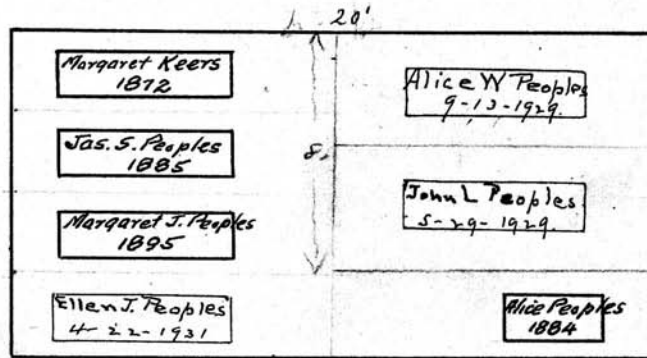 20'
Margaret Keers
1872
Jas. S. Peoples
1885
Margaret J. Peoples
1895
Ellen J. Peoples
4-22-1931
8'
Alice W Peoples
9-13-1929.
John L Peoples
5-29-1929.
Alice Peoples
1884